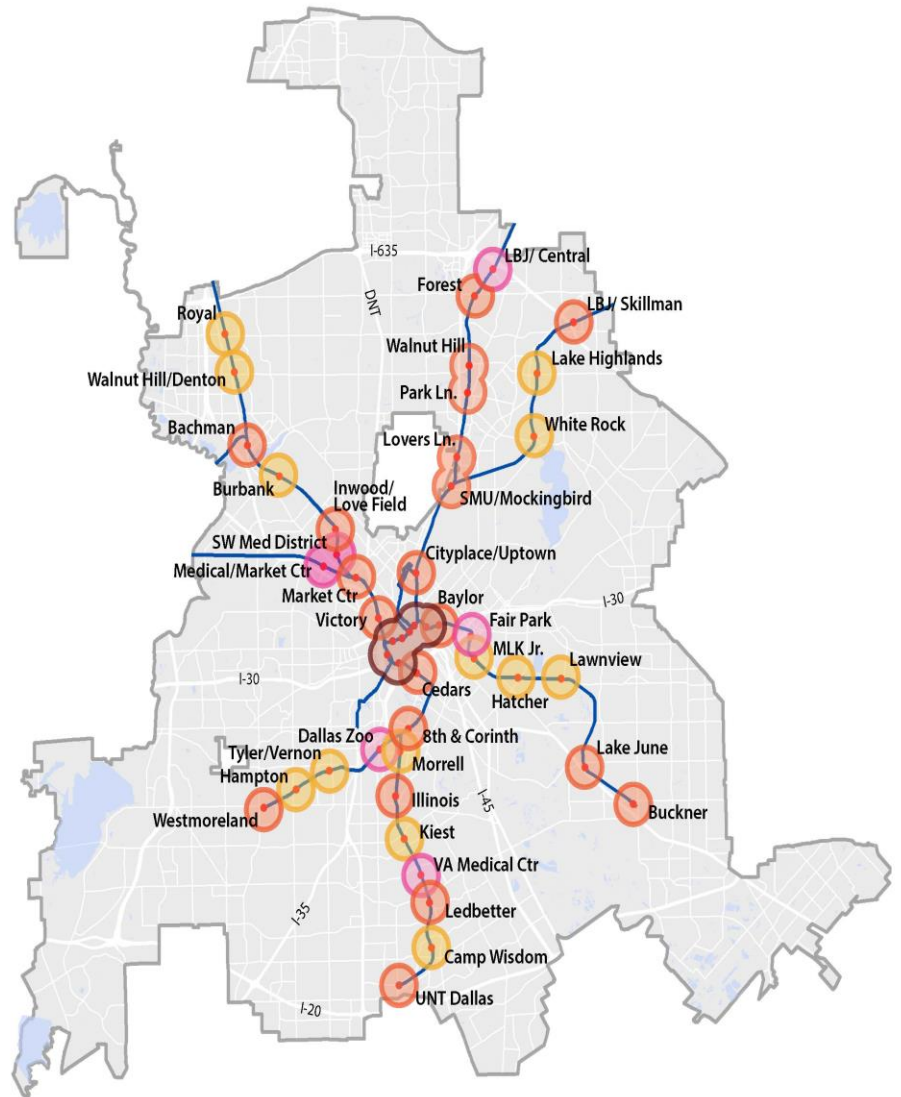 I-635
LBJ/ Central
DNT
Forest
LBJ/ Skillman
Royal
Walnut Hill
Lake Highlands
Walnut Hill/Denton
Park Ln.
Bachman
Lovers Ln.
White Rock
Burbank
Inwood/
Love Field
SMU/Mockingbird
SW Med District
Cityplace/Uptown
Medical/Market Ctr
Market Ctr
Baylor
I-30
Victory
Fair Park
MLK Jr.
Lawnview
I-30
Cedars
Hatcher
Dallas Zoo
8th & Corinth
Tyler/Vernon
Morrell
Lake June
Hampton
Illinois
I-45
Buckner
Westmoreland
Kiest
VA Medical Ctr
I-35
Ledbetter
Camp Wisdom
UNT Dallas
I-20